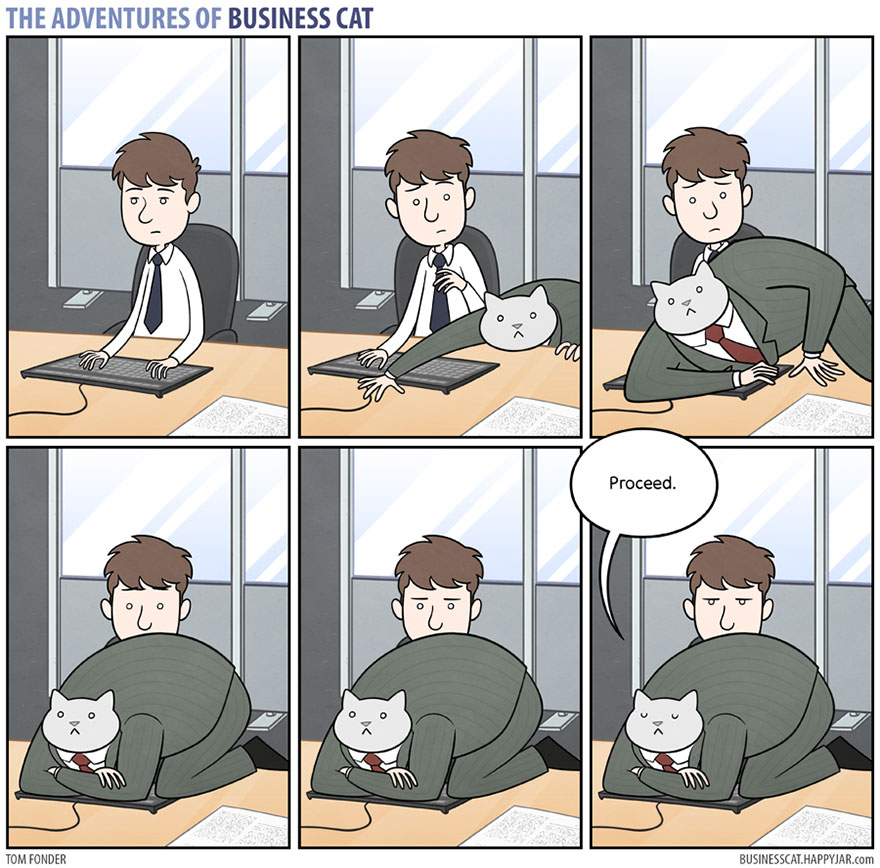 THE ADVENTURES OF BUSINESS CAT
Proceed.
TOM FONDER
BUSINESSCAT.HAPPYJAR.com